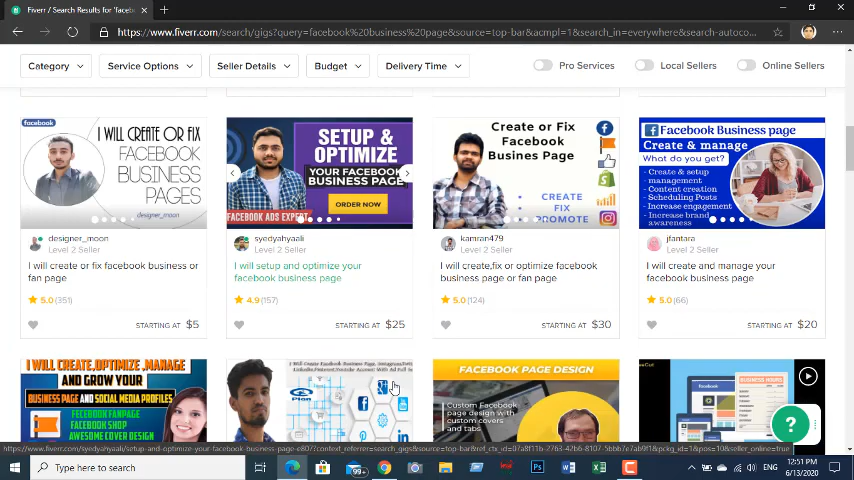 Fiverr / Search Results for 'faceb
https://www.fiverr.com/search/gigs?query=facebook%20business%20page&source=top-bar&acmpl=1&search_in=everywhere&search-autoco...
Category
Service Options
Seller Details
Budget
Delivery Time
Pro Services
Local Sellers
Online Sellers
facebook
I WILL CREATE OR FIX
FACEBOOK
BUSINESS
PAGES
designer_moon
SETUP &
OPTIMIZE
YOUR FACEBOOK
BUSINESS PAGE
ORDER NOW
FACEBOOK ADS EXPERT
Create or Fix
Facebook
Busines Page
CREATE
FIX
PROMOTE
Facebook Business page
Create & manage
What do you get?
- Create & setup
management
- Content creation
- Scheduling Posts
- Increase engagement
- Increase brand
awareness
designer_moon
Level 2 Seller
I will create or fix facebook business or
fan page
5.0 (351)
STARTING AT $5
syedyahyaali
Level 2 Seller
I will setup and optimize your
facebook business page
4.9 (157)
STARTING AT $25
kamran479
Level 2 Seller
I will create,fix or optimize facebook
business page or fan page
5.0 (124)
STARTING AT $30
jfantara
Level 2 Seller
I will create and manage your
facebook business page
5.0 (66)
STARTING AT $20
I WILL CREATE,OPTIMIZE ,MANAGE
AND GROW YOUR
BUSINESS PAGE AND SOCIAL MEDIA PROFILES
FECEBOOK FANPAGE
FACEBOOK SHOP
AWESOME COVER DESIGN
FACEBOOK PAGE DESIGN
Custom Facebook
page design with
custom covers
and tabs
BUSINESS HOURS
Type here to search
99+
ENG
12:51 PM
6/13/2020